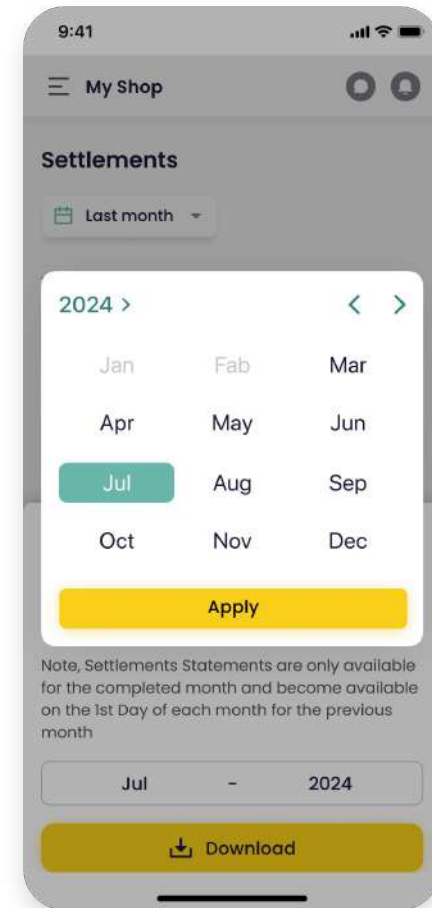 9:41
My Shop
Settlements
Last month
2024 >
Jan Fab Mar
Apr May Jun
Jul Aug Sep
Oct Nov Dec
Apply
Note, Settlements Statements are only available
for the completed month and become available
on the 1st Day of each month for the previous
month
Jul - 2024
Download